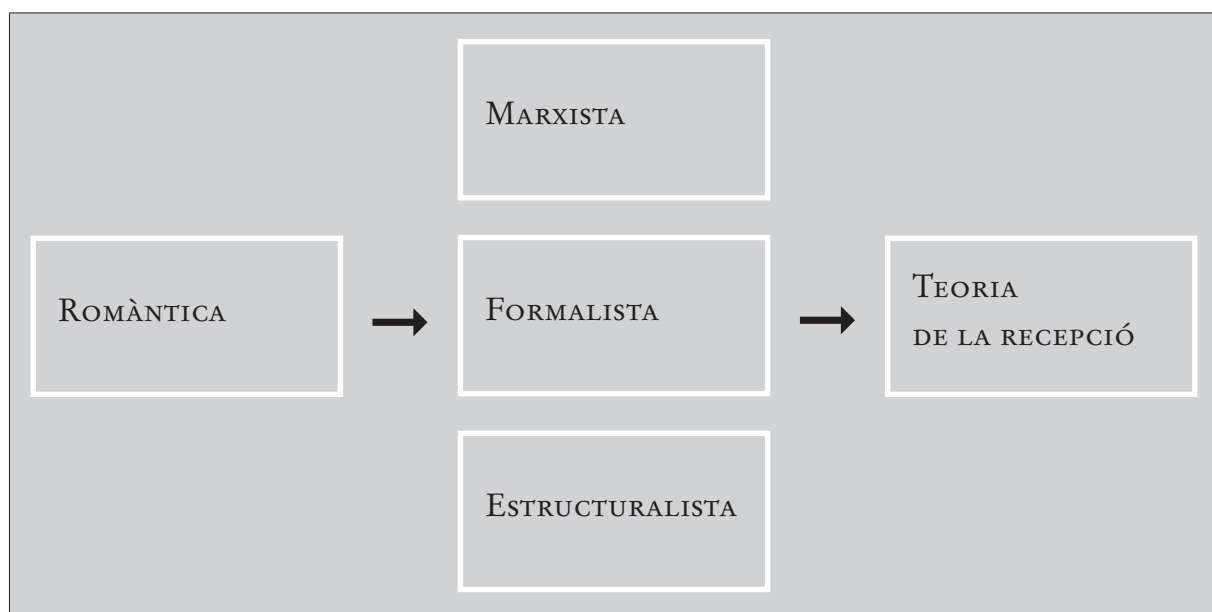 Marxista
Romàntica
Formalista
Teoria
de la recepció
Estructuralista